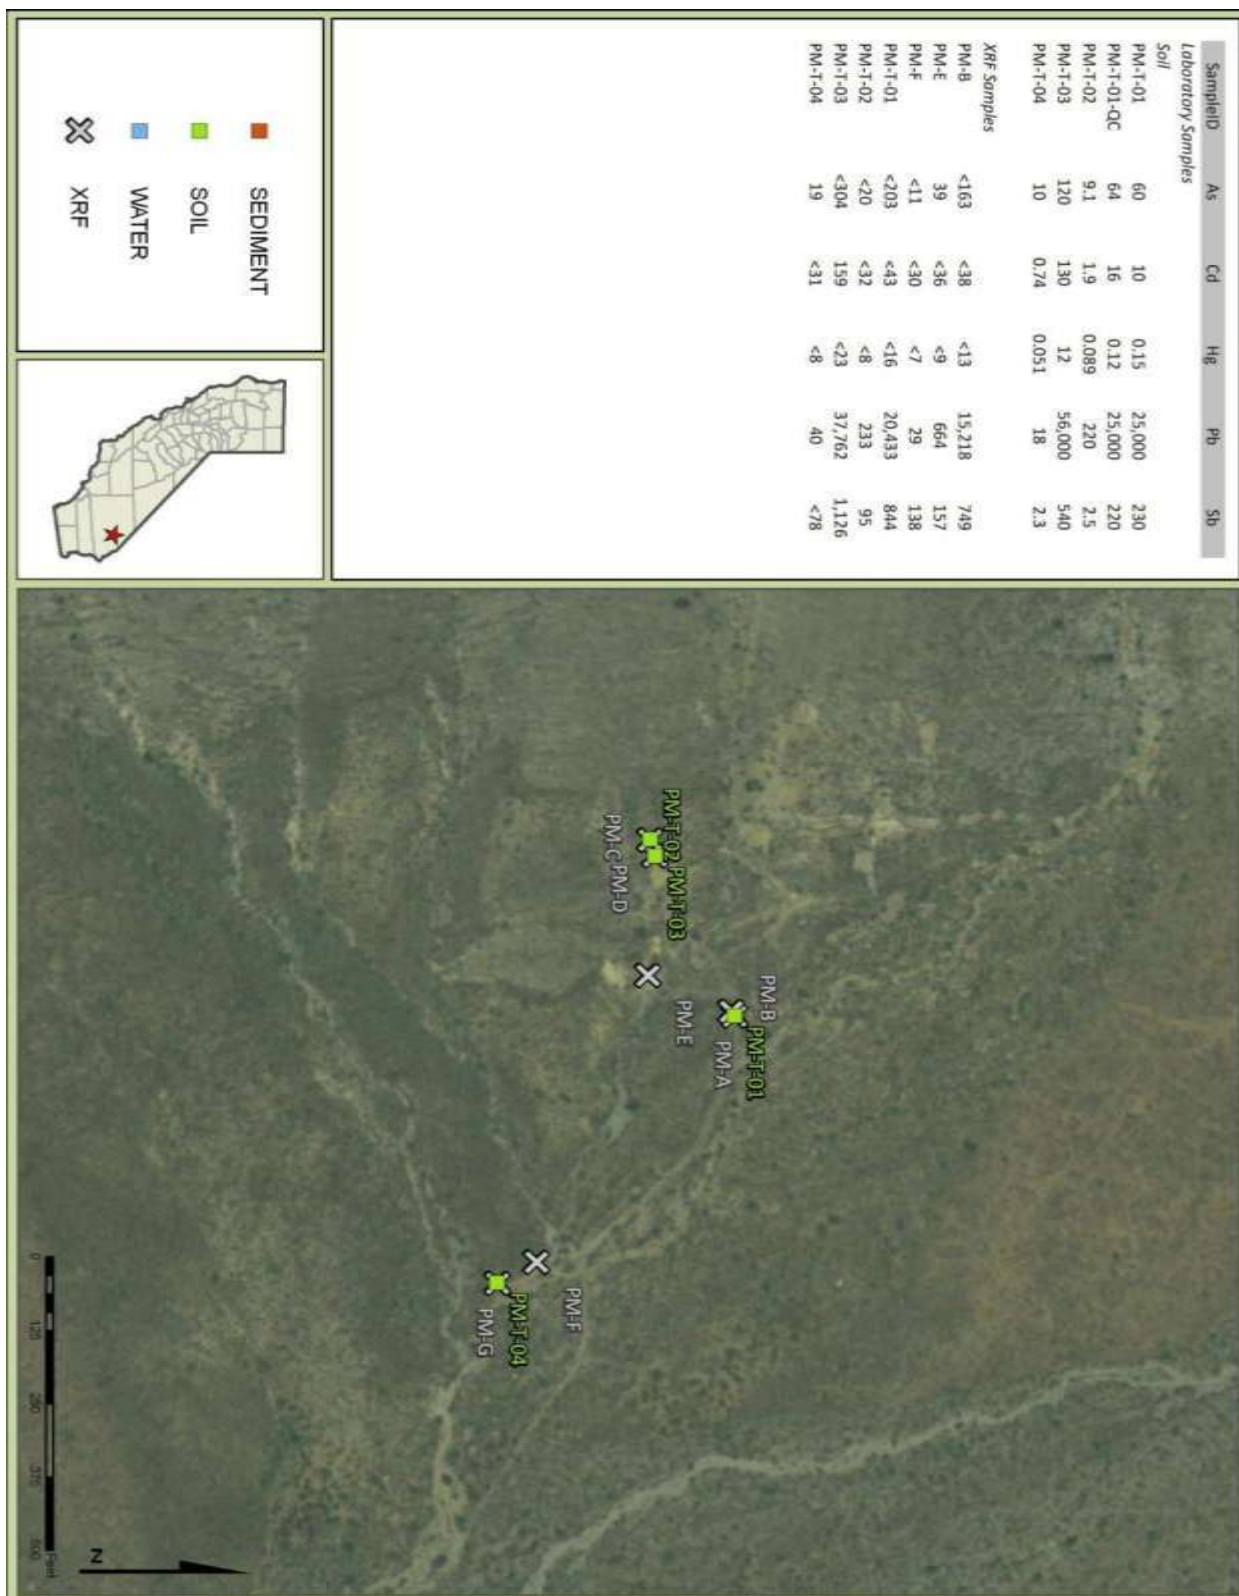 SampleID As Cd Hg Pb Sb
Laboratory Samples
Soil
PM-T-01 60 10 0.15 25,000 230
PM-T-01-QC 64 16 0.12 25,000 220
PM-T-02 9.1 1.9 0.089 220 2.5
PM-T-03 120 130 12 56,000 540
PM-T-04 10 0.74 0.051 18 2.3
XRF Samples
PM-B <163 <38 <13 15,218 749
PM-E 39 <36 <9 664 157
PM-F <11 <30 <7 29 138
PM-T-01 <203 <43 <16 20,433 844
PM-T-02 <20 <32 <8 233 95
PM-T-03 <304 159 <23 37,762 1,126
PM-T-04 19 <31 <8 40 <78
SEDIMENT
SOIL
WATER
XRF
PM-B
PM-T-01
PM-A
PM-T-02 PM-T-03
PM-E
PM-C PM-D
PM-F
PM-T-04
PM-G
0 125 250 375 500
Feet
N